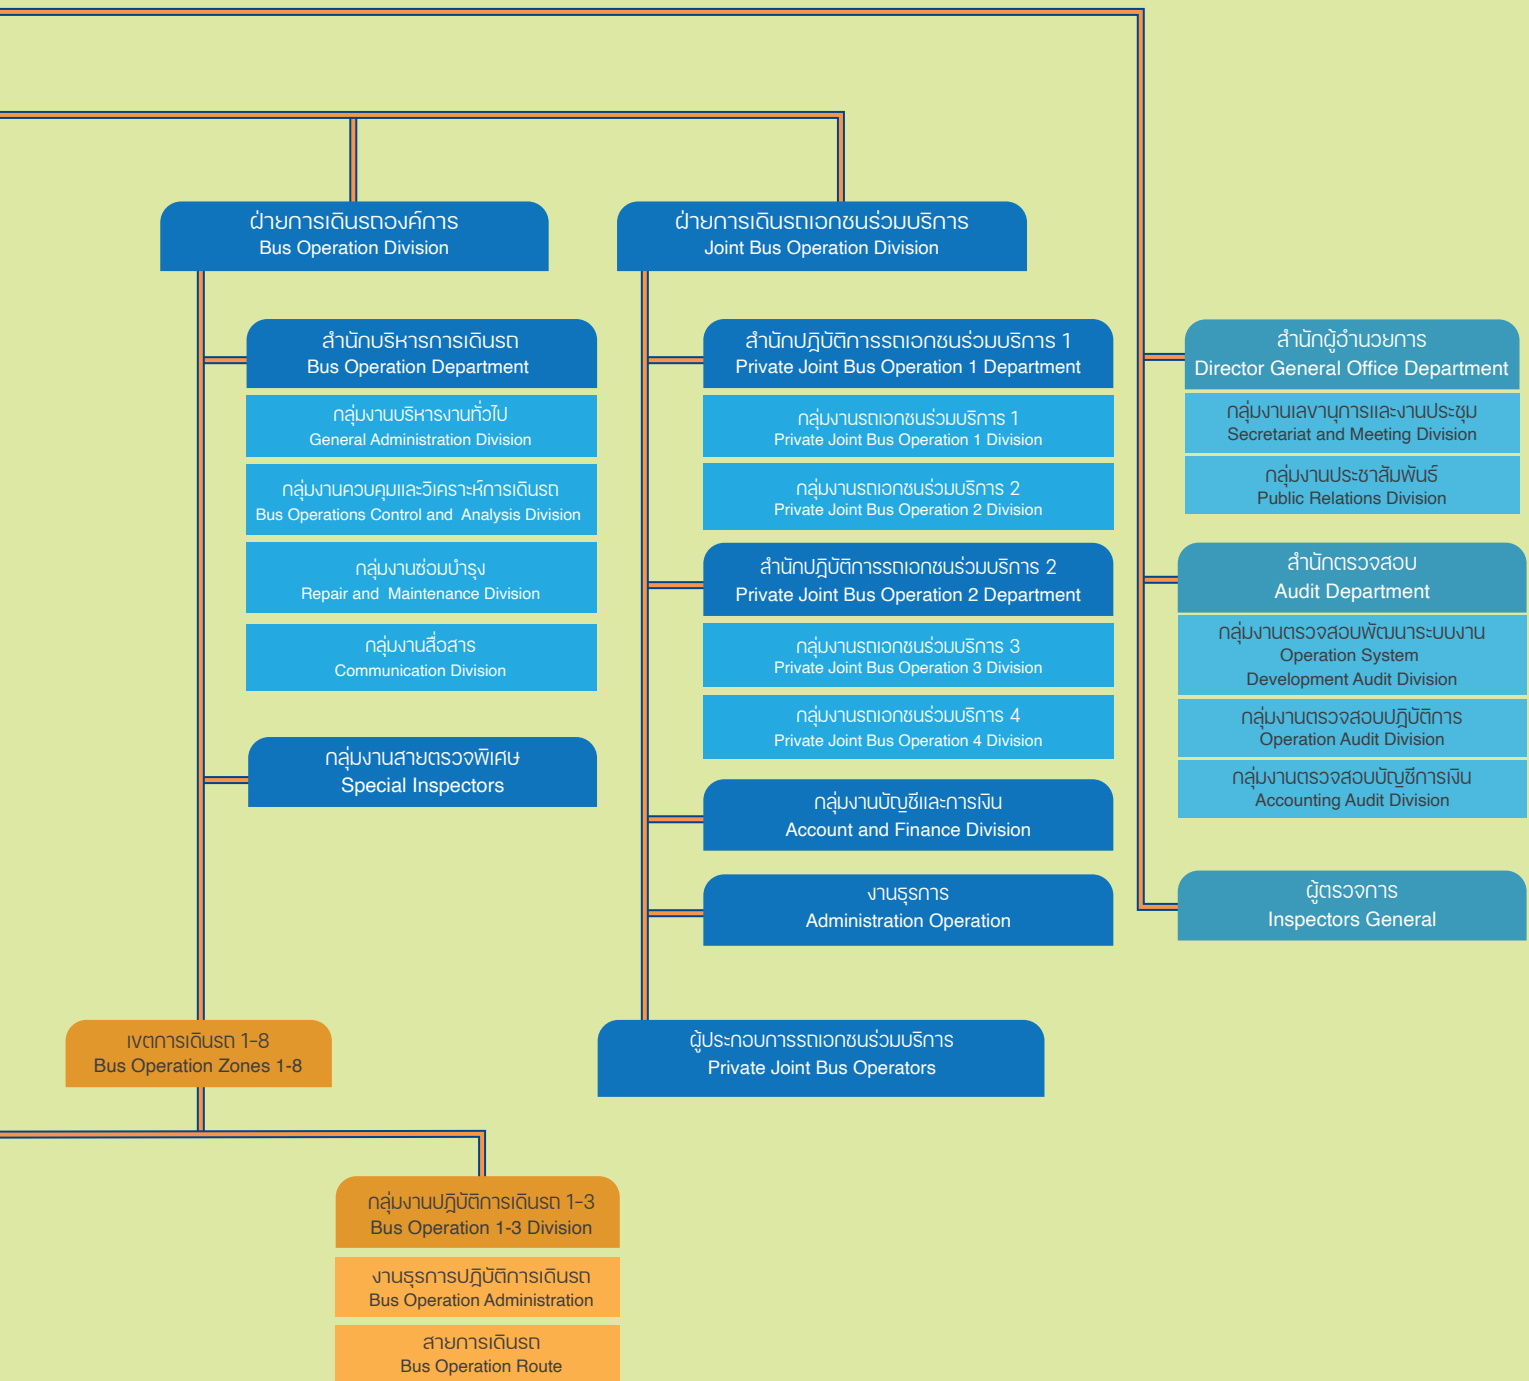 ฝ่ายการเดินรถองค์การ
Bus Operation Division
สำนักบริหารการเดินรถ
Bus Operation Department
กลุ่มงานบริหารงานทั่วไป
General Administration Division
กลุ่มงานควบคุมและวิเคราะห์การเดินรถ
Bus Operations Control and Analysis Division
กลุ่มงานซ่อมบำรุง
Repair and Maintenance Division
กลุ่มงานสื่อสาร
Communication Division
กลุ่มงานสายตรวจพิเศษ
Special Inspectors
เขตการเดินรถ 1-8
Bus Operation Zones 1-8
กลุ่มงานปฏิบัติการเดินรถ 1-3
Bus Operation 1-3 Division
งานธุรการปฏิบัติการเดินรถ
Bus Operation Administration
สายการเดินรถ
Bus Operation Route
ฝ่ายการเดินรถเอกชนร่วมบริการ
Joint Bus Operation Division
สำนักปฏิบัติการรถเอกชนร่วมบริการ 1
Private Joint Bus Operation 1 Department
กลุ่มงานรถเอกชนร่วมบริการ 1
Private Joint Bus Operation 1 Division
กลุ่มงานรถเอกชนร่วมบริการ 2
Private Joint Bus Operation 2 Division
สำนักปฏิบัติการรถเอกชนร่วมบริการ 2
Private Joint Bus Operation 2 Department
กลุ่มงานรถเอกชนร่วมบริการ 3
Private Joint Bus Operation 3 Division
กลุ่มงานรถเอกชนร่วมบริการ 4
Private Joint Bus Operation 4 Division
กลุ่มงานบัญชีและการเงิน
Account and Finance Division
งานธุรการ
Administration Operation
ผู้ประกอบการรถเอกชนร่วมบริการ
Private Joint Bus Operators
สำนักผู้อำนวยการ
Director General Office Department
กลุ่มงานเลขานุการและงานประชุม
Secretariat and Meeting Division
กลุ่มงานประชาสัมพันธ์
Public Relations Division
สำนักตรวจสอบ
Audit Department
กลุ่มงานตรวจสอบพัฒนาระบบงาน
Operation System
Development Audit Division
กลุ่มงานตรวจสอบปฏิบัติการ
Operation Audit Division
กลุ่มงานตรวจสอบบัญชีการเงิน
Accounting Audit Division
ผู้ตรวจการ
Inspectors General